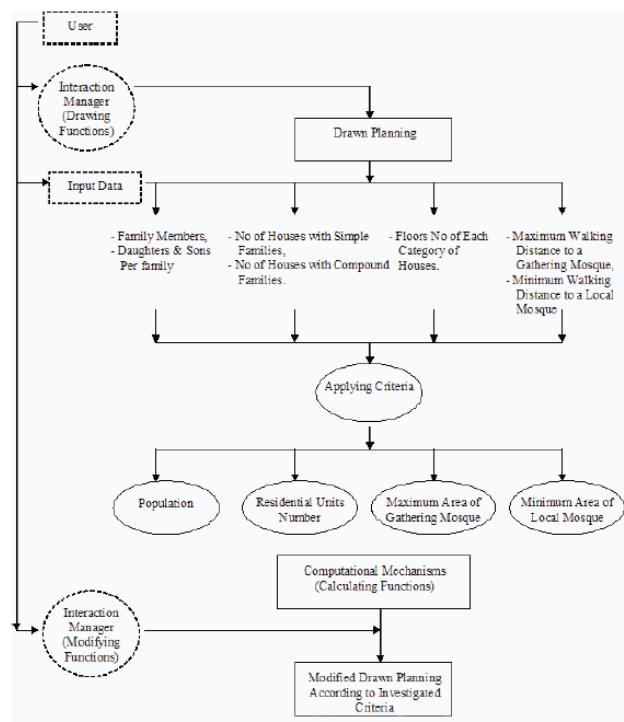 User
Interaction
Manager
(Drawing
Functions)
Drawn Planning
Input Data
- Family Members,
- Daughters & Sons
Per family
- No of Houses with Simple
Families,
- No of Houses with Compound
Families.
- Floors No of Each
Category of
Houses.
- Maximum Walking
Distance to a
Gathering Mosque,
- Minimum Walking
Distance to a Local
Mosque
Applying Criteria
Population
Residential Units
Number
Maximum Area of
Gathering Mosque
Minimum Area of
Local Mosque
Computational Mechanisms
(Calculating Functions)
Interaction
Manager
(Modifying
Functions)
Modified Drawn Planning
According to Investigated
Criteria